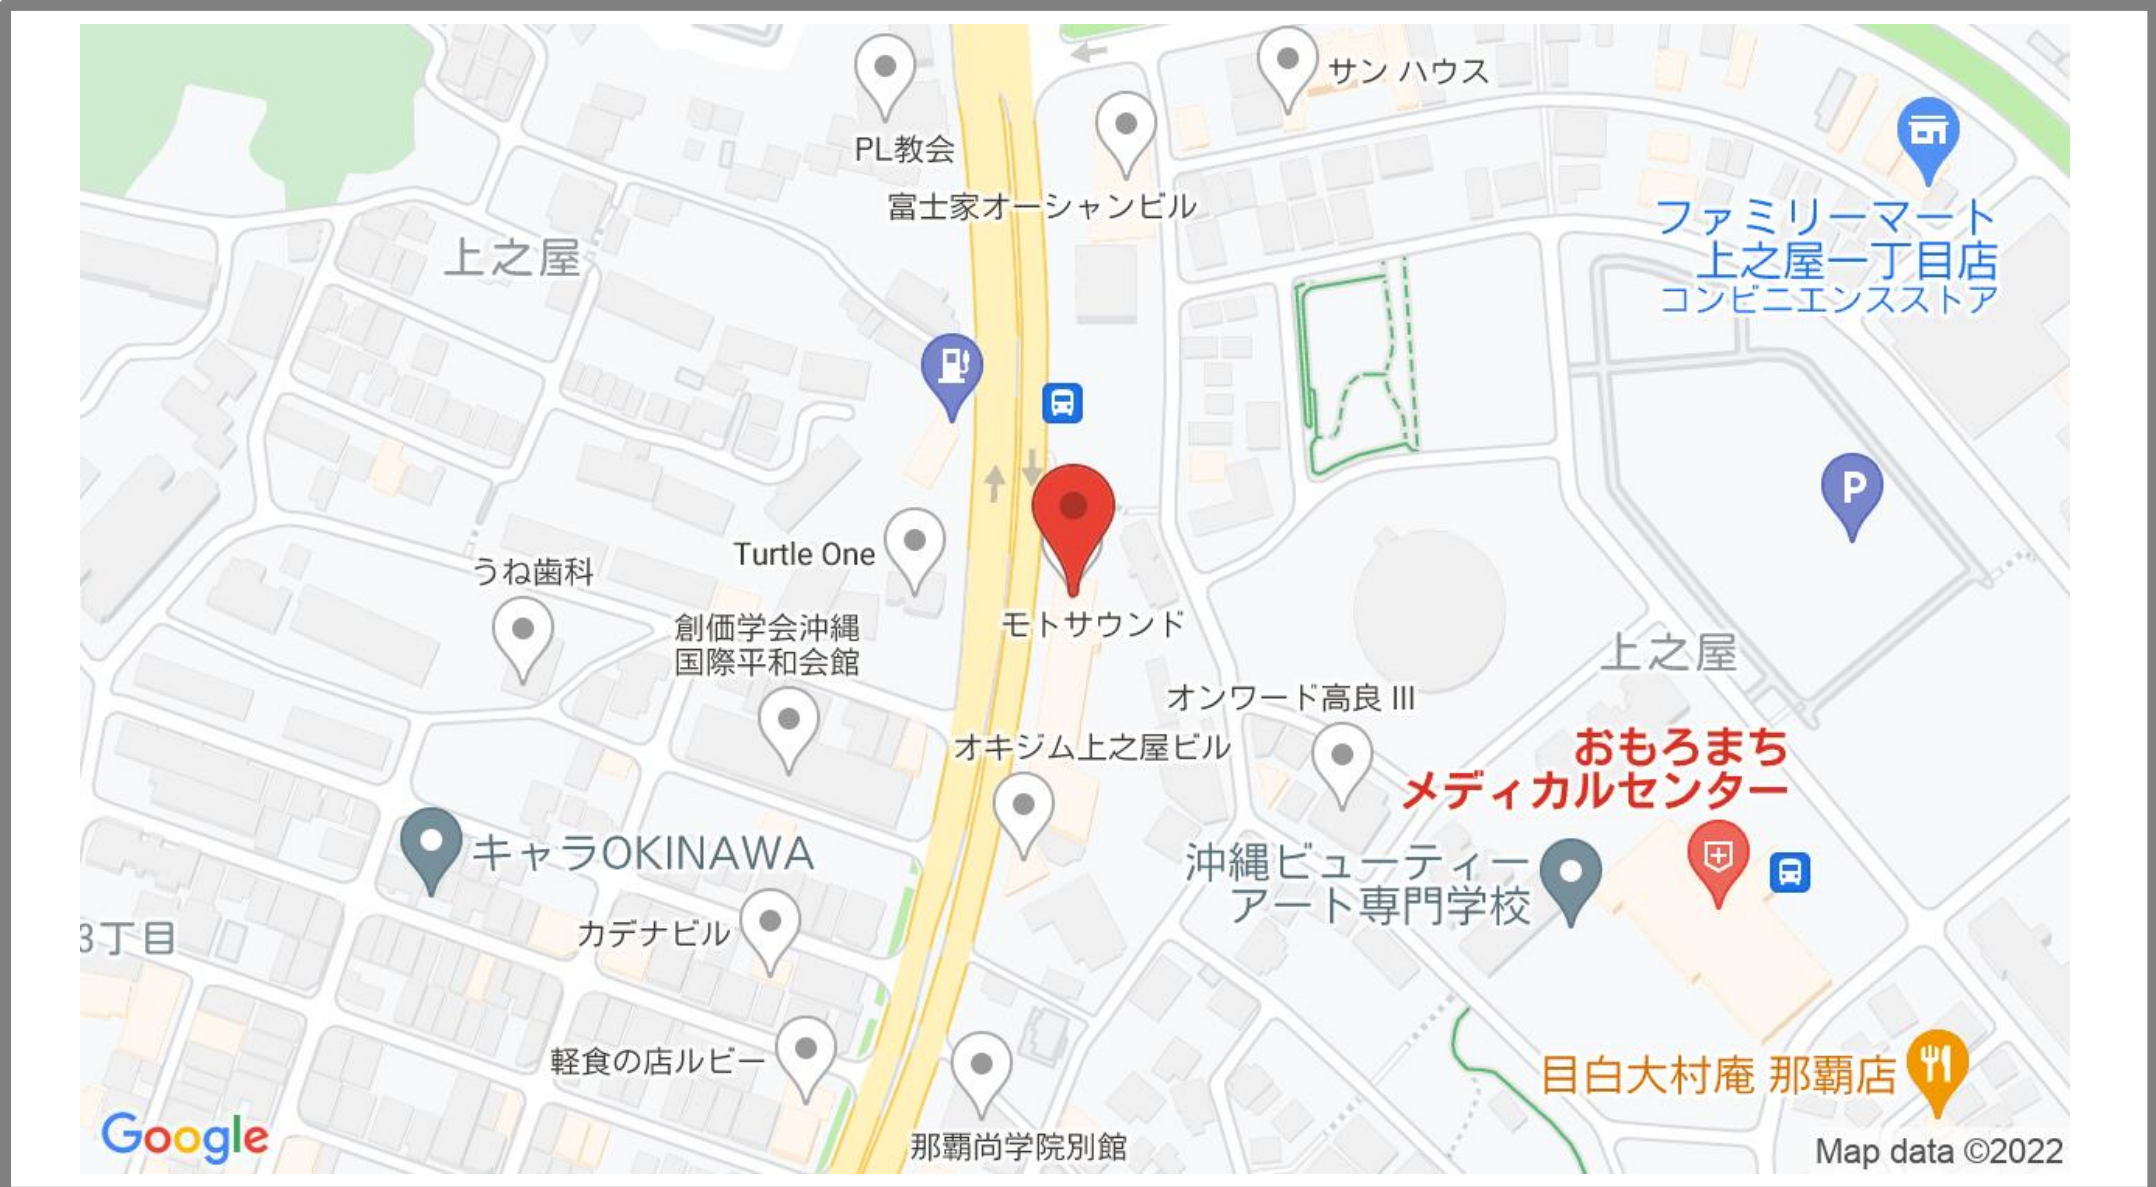 サン ハウス
PL教会
富士家オーシャンビル
ファミリーマート
上之屋一丁目店
コンビニエンスストア
上之屋
P
Turtle One
うね歯科
モトサウンド
創価学会沖縄
国際平和会館
上之屋
オンワード高良 III
オキジム上之屋ビル
おもろまち
メディカルセンター
キャラOKINAWA
沖縄ビューティー
アート専門学校
カデナビル
3丁目
軽食の店ルビー
目白大村庵 那覇店
那覇尚学院別館
Google
Map data ©2022